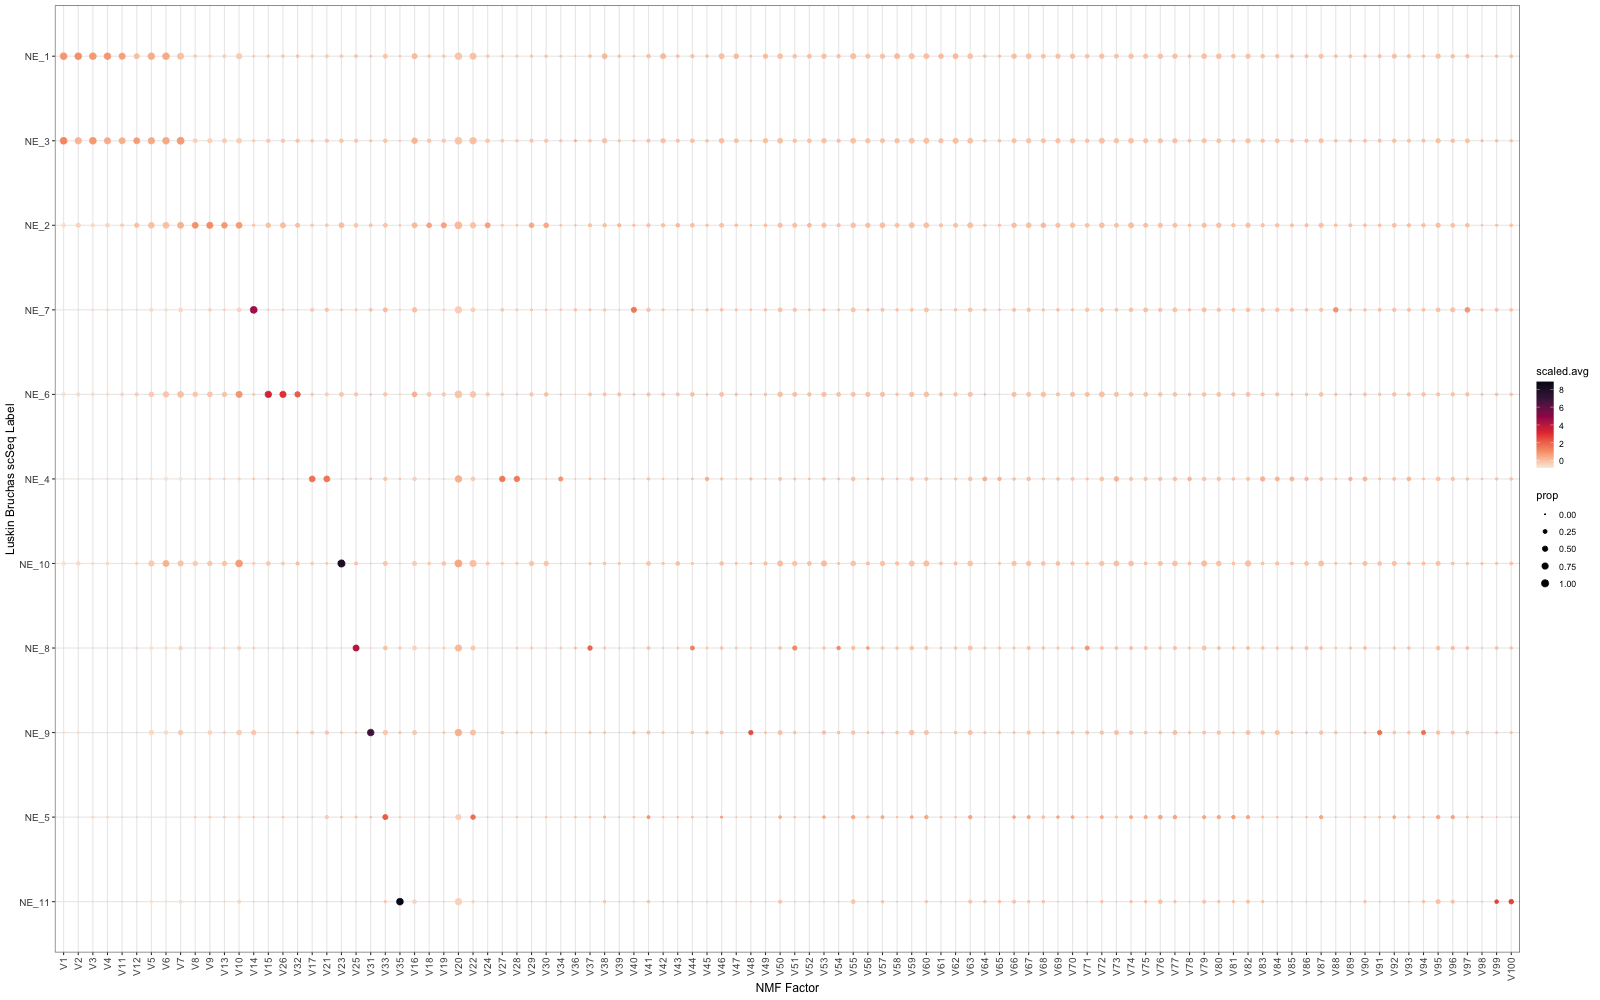 Luskin Bruchas scSeq Label
NE_1
NE_3
NE_2
NE_7
NE_6
NE_4
NE_10
NE_8
NE_9
NE_5
NE_11
V1 V2 V3 V4 V11 V12 V5 V6 V7 V8 V9 V13 V10 V14 V15 V26 V32 V17 V21 V23 V25 V31 V33 V35 V16 V18 V19 V20 V22 V24 V27 V28 V29 V30 V34 V36 V37 V38 V39 V40 V41 V42 V43 V44 V45 V46 V47 V48 V49 V50 V51 V52 V53 V54 V55 V56 V57 V58 V59 V60 V61 V62 V63 V64 V65 V66 V67 V68 V69 V70 V71 V72 V73 V74 V75 V76 V77 V78 V79 V80 V81 V82 V83 V84 V85 V86 V87 V88 V89 V90 V91 V92 V93 V94 V95 V96 V97 V98 V99 V100
NMF Factor
scaled.avg
8
6
4
2
0
prop
0.00
0.25
0.50
0.75
1.00